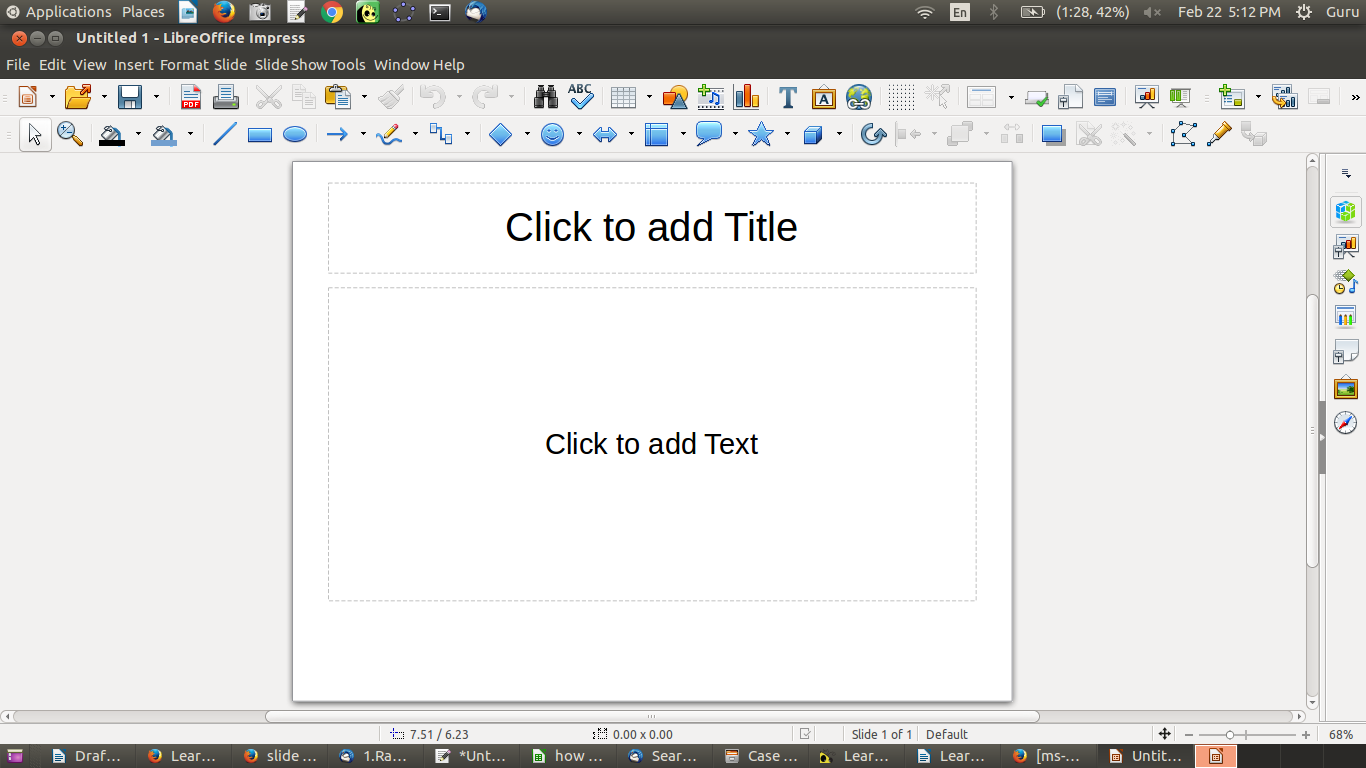 Applications Places En (1:28, 42%) Feb 22 5:12 PM Guru
Untitled 1 - LibreOffice Impress
File Edit View Insert Format Slide Slide Show Tools Window Help
PDF ABC T A
Click to add Title
Click to add Text
7.51 / 6.23 0.00 x 0.00 Slide 1 of 1 Default 68%
Draf... Lear... slide ... 1.Ra... *Unt... how ... Sear... Case ... Lear... Lear... [ms-... Untit...